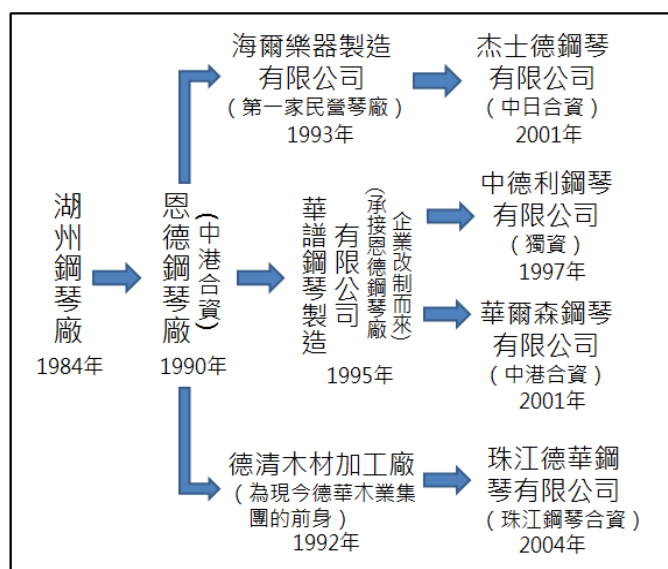 湖州鋼琴廠
1984年
恩德鋼琴廠
(中港合資)
1990年
海爾樂器製造
有限公司
(第一家民營琴廠)
1993年
杰士德鋼琴
有限公司
(中日合資)
2001年
華譜鋼琴製造
有限公司
(承接恩德鋼琴廠
企業改制而來)
1995年
中德利鋼琴
有限公司
(獨資)
1997年
華爾森鋼琴
有限公司
(中港合資)
2001年
德清木材加工廠
(為現今德華木業集
團的前身)
1992年
珠江德華鋼
琴有限公司
(珠江鋼琴合資)
2004年